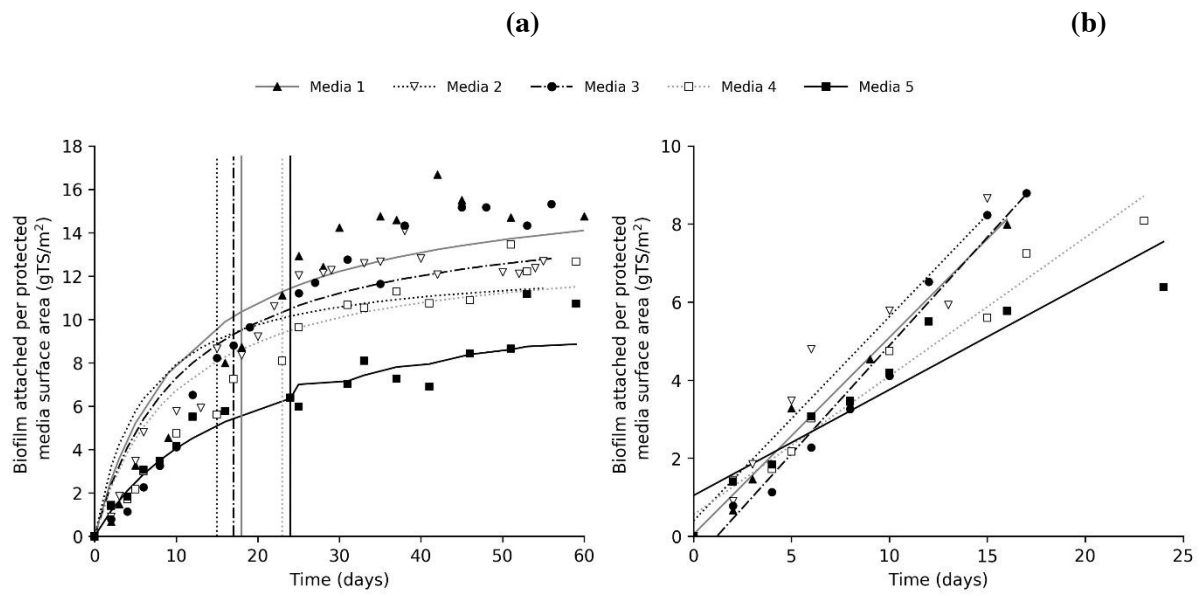 (a)
(b)
Media 1
Media 2
Media 3
Media 4
Media 5
Biofilm attached per protected
media surface area (gTS/m²)
18
16
14
12
10
8
6
4
2
0
0
10
20
30
40
50
60
Time (days)
Biofilm attached per protected
media surface area (gTS/m²)
10
8
6
4
2
0
0
5
10
15
20
25
Time (days)